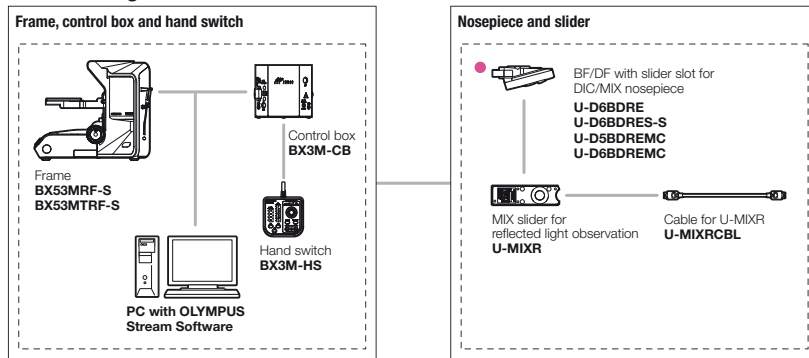 Frame, control box and hand switch
Frame
BX53MRF-S
BX53MTRF-S
Control box
BX3M-CB
Hand switch
BX3M-HS
PC with OLYMPUS
Stream Software
Nosepiece and slider
BF/DF with slider slot for
DIC/MIX nosepiece
U-D6BDRE
U-D6BDRES-S
U-D5BDREMC
U-D6BDREMC
MIX slider for
reflected light observation
U-MIXR
Cable for U-MIXR
U-MIXRCBL